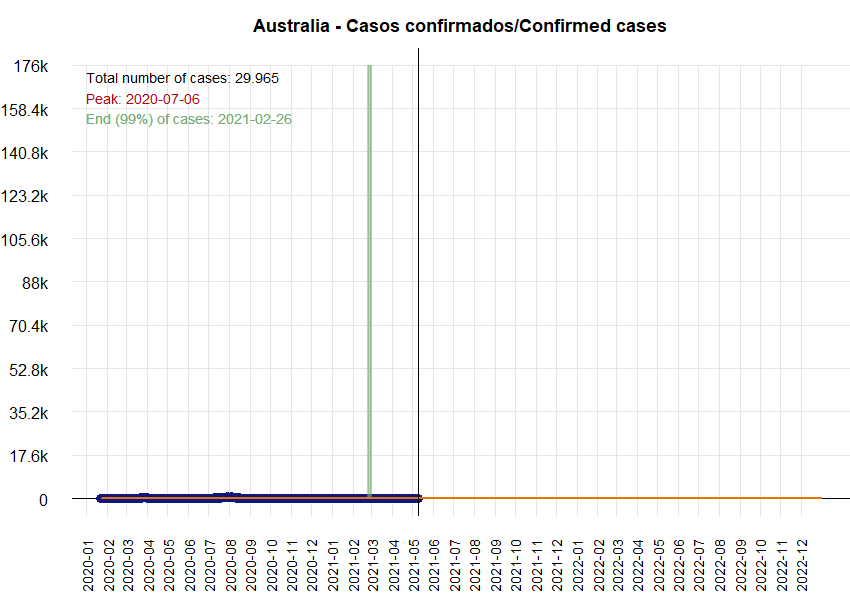 Australia - Casos confirmados/Confirmed cases
176k
158.4k
140.8k
123.2k
105.6k
88k
70.4k
52.8k
35.2k
17.6k
0
Total number of cases: 29.965
Peak: 2020-07-06
End (99%) of cases: 2021-02-26
2020-01
2020-02
2020-03
2020-04
2020-05
2020-06
2020-07
2020-08
2020-09
2020-10
2020-11
2020-12
2021-01
2021-02
2021-03
2021-04
2021-05
2021-06
2021-07
2021-08
2021-09
2021-10
2021-11
2021-12
2022-01
2022-02
2022-03
2022-04
2022-05
2022-06
2022-07
2022-08
2022-09
2022-10
2022-11
2022-12